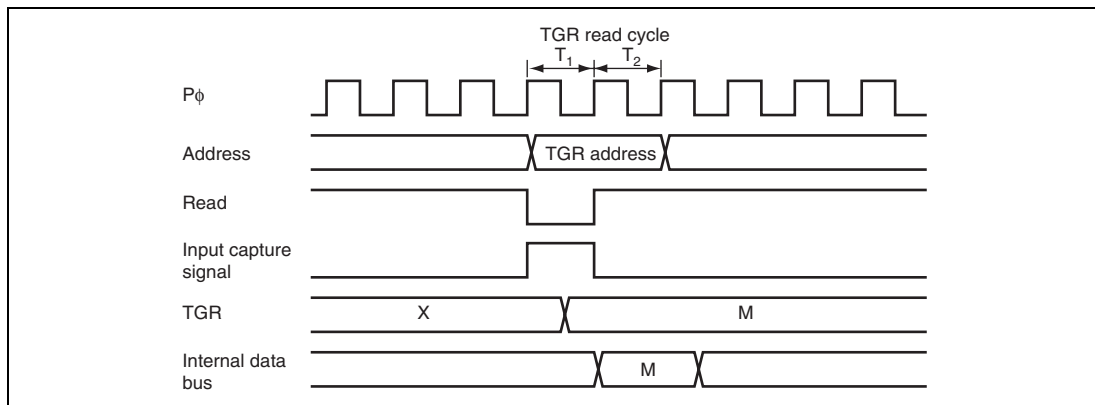 TGR read cycle
T1 T2
Pφ
Address
TGR address
Read
Input capture
signal
TGR
X
M
Internal data
bus
M